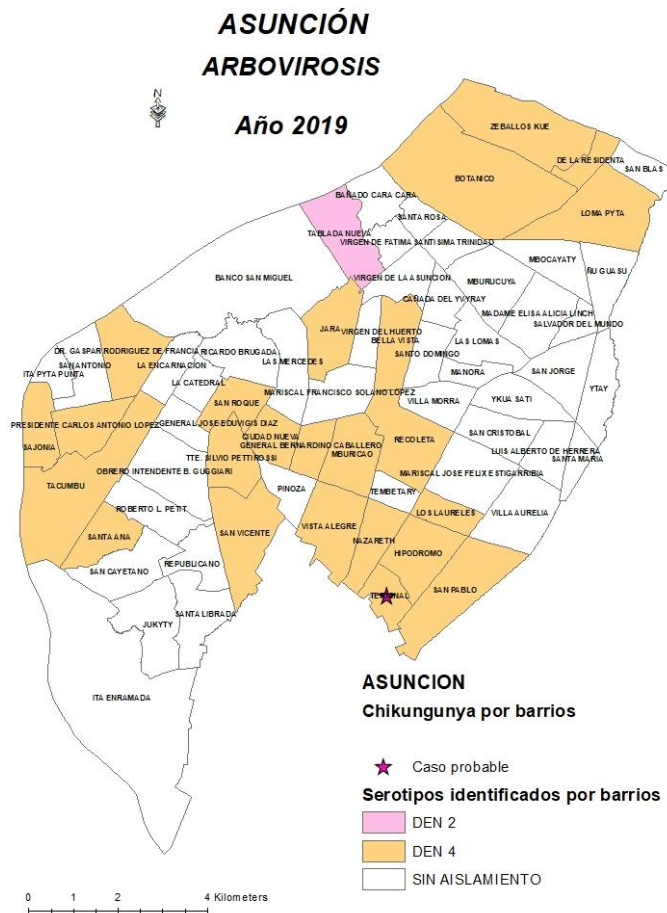 ASUNCIÓN
ARBOVIROSIS
Año 2019
N
ZEBALLOS KUE
DE LA RESIDENTA
SAN BLAS
BOTANICO
LOMA PYTA
BAÑADO CARA CARA
SANTA ROSA
TABLADA NUEVA
VIRGEN DE FATIMA
SANTISIMA TRINIDAD
MBOCAYATY
ÑU GUASU
BANCO SAN MIGUEL
VIRGEN DE LA ASUNCION
MBURUCUYA
CAÑADA DEL YVYRAY
MADAME ELISA ALICIA LINCH
SALVADOR DEL MUNDO
JARA
VIRGEN DEL HUERTO
BELLA VISTA
LAS LOMAS
DR. GASPAR RODRIGUEZ DE FRANCIA
RICARDO BRUGADA
SANTO DOMINGO
SAN ANTONIO
LA ENCARNACION
LAS MERCEDES
MANORA
SAN JORGE
ITA PYTA PUNTA
LA CATEDRAL
MARISCAL FRANCISCO SOLANO LOPEZ
VILLA MORRA
YKUA SATI
YTAY
SAN ROQUE
PRESIDENTE CARLOS ANTONIO LOPEZ
GENERAL JOSE EDUVIGIS DIAZ
SAJONIA
CIUDAD NUEVA
GENERAL BERNARDINO CABALLERO
RECOLETA
SAN CRISTOBAL
MBURICAO
LUIS ALBERTO DE HERRERA
TTE. SILVIO PETTIROSSI
SANTA MARIA
OBRERO INTENDENTE B. GUGGIARI
MARISCAL JOSE FELIX ESTIGARRIBIA
TACUMBU
PINOZA
TEMBETARY
ROBERTO L. PETIT
LOS LAURELES
VILLA AURELIA
SANTA ANA
SAN VICENTE
VISTA ALEGRE
NAZARETH
HIPODROMO
REPUBLICANO
SAN CAYETANO
SAN PABLO
TERMINAL
SANTA LIBRADA
JUKYTY
ITA ENRAMADA
ASUNCION
Chikungunya por barrios
Caso probable
Serotipos identificados por barrios
DEN 2
DEN 4
SIN AISLAMIENTO
0 1 2 4 Kilometers